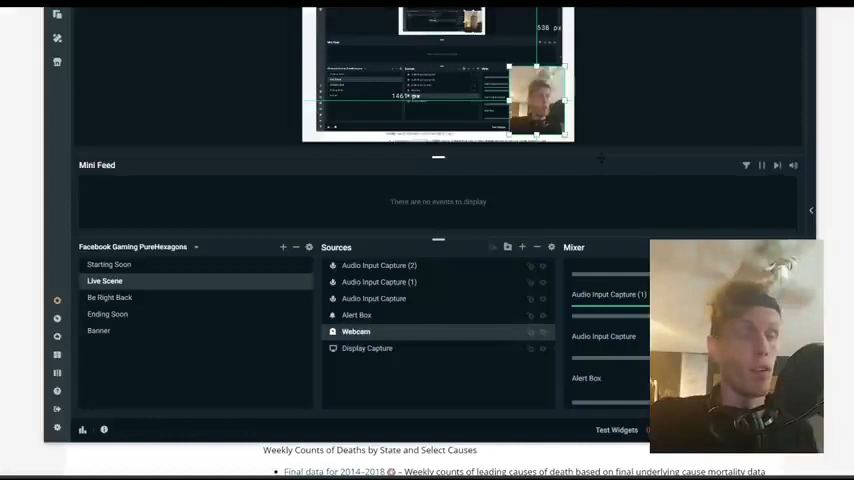 538 px
1461 px
Mini Feed
There are no events to display
Facebook Gaming PureHexagons
Sources
Mixer
Starting Soon
Live Scene
Be Right Back
Ending Soon
Banner
Audio Input Capture (2)
Audio Input Capture (1)
Audio Input Capture
Alert Box
Webcam
Display Capture
Audio Input Capture (1)
Audio Input Capture
Alert Box
Test Widgets
Weekly Counts of Deaths by State and Select Causes
Final data for 2014–2018 – Weekly counts of leading causes of death based on final underlying cause mortality data